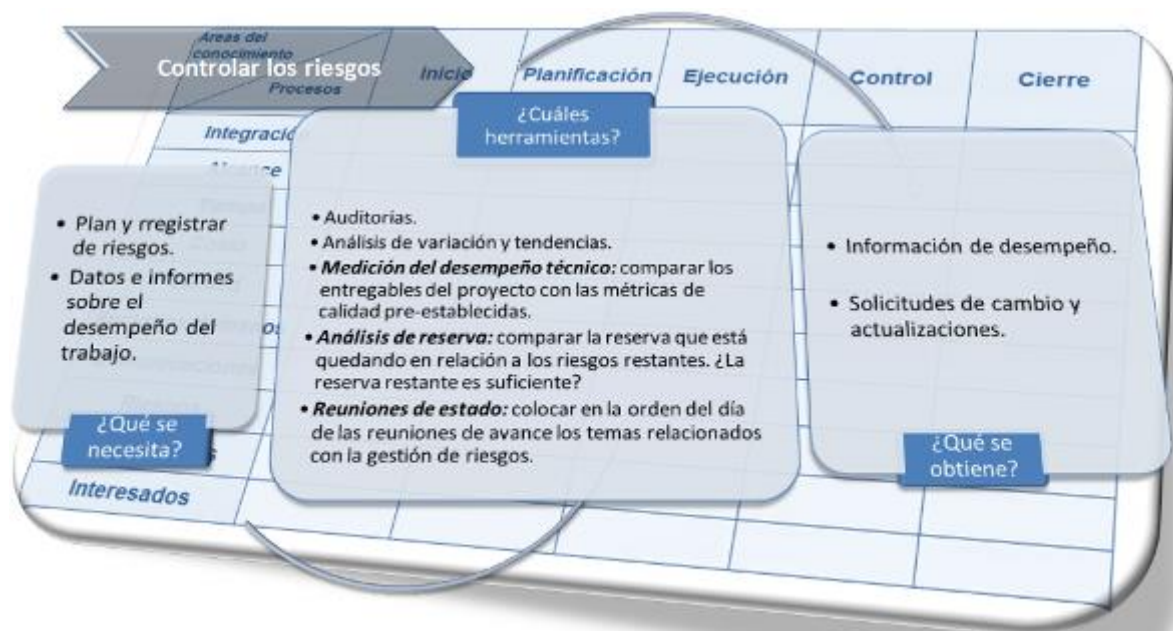 Areas del
conocimiento
Controlar los riesgos
Procesos
Inicio
Planificación
Ejecución
Control
Cierre
Integración
Alcance
¿Cuáles
herramientas?
• Plan y rregistrar
de riesgos.
• Datos e informes
sobre el
desempeño del
trabajo.
¿Qué se
necesita?
• Auditorias.
• Análisis de variación y tendencias.
• Medición del desempeño técnico: comparar los
entregables del proyecto con las métricas de
calidad pre-establecidas.
• Análisis de reserva: comparar la reserva que está
quedando en relación a los riesgos restantes. ¿La
reserva restante es suficiente?
• Reuniones de estado: colocar en la orden del día
de las reuniones de avance los temas relacionados
con la gestión de riesgos.
• Información de desempeño.
• Solicitudes de cambio y
actualizaciones.
¿Qué se
obtiene?
Interesados